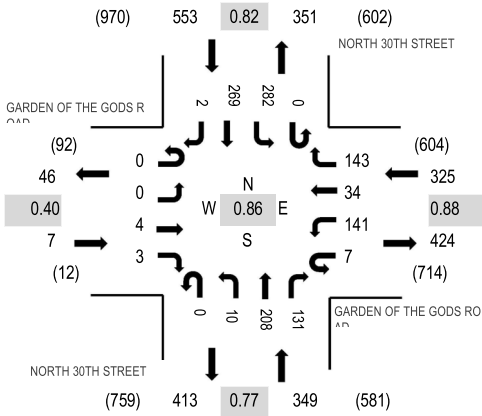 (970) 553 0.82 351 (602)
NORTH 30TH STREET
GARDEN OF THE GODS R
OAD
2 269 282 0
(92) 0 143 (604)
46 0 34 325
0.40 W N E S 0.86 0.88
7 4 141 424
(12) 3 7 (714)
0 10 208 131
GARDEN OF THE GODS RO
AD
NORTH 30TH STREET
(759) 413 0.77 349 (581)